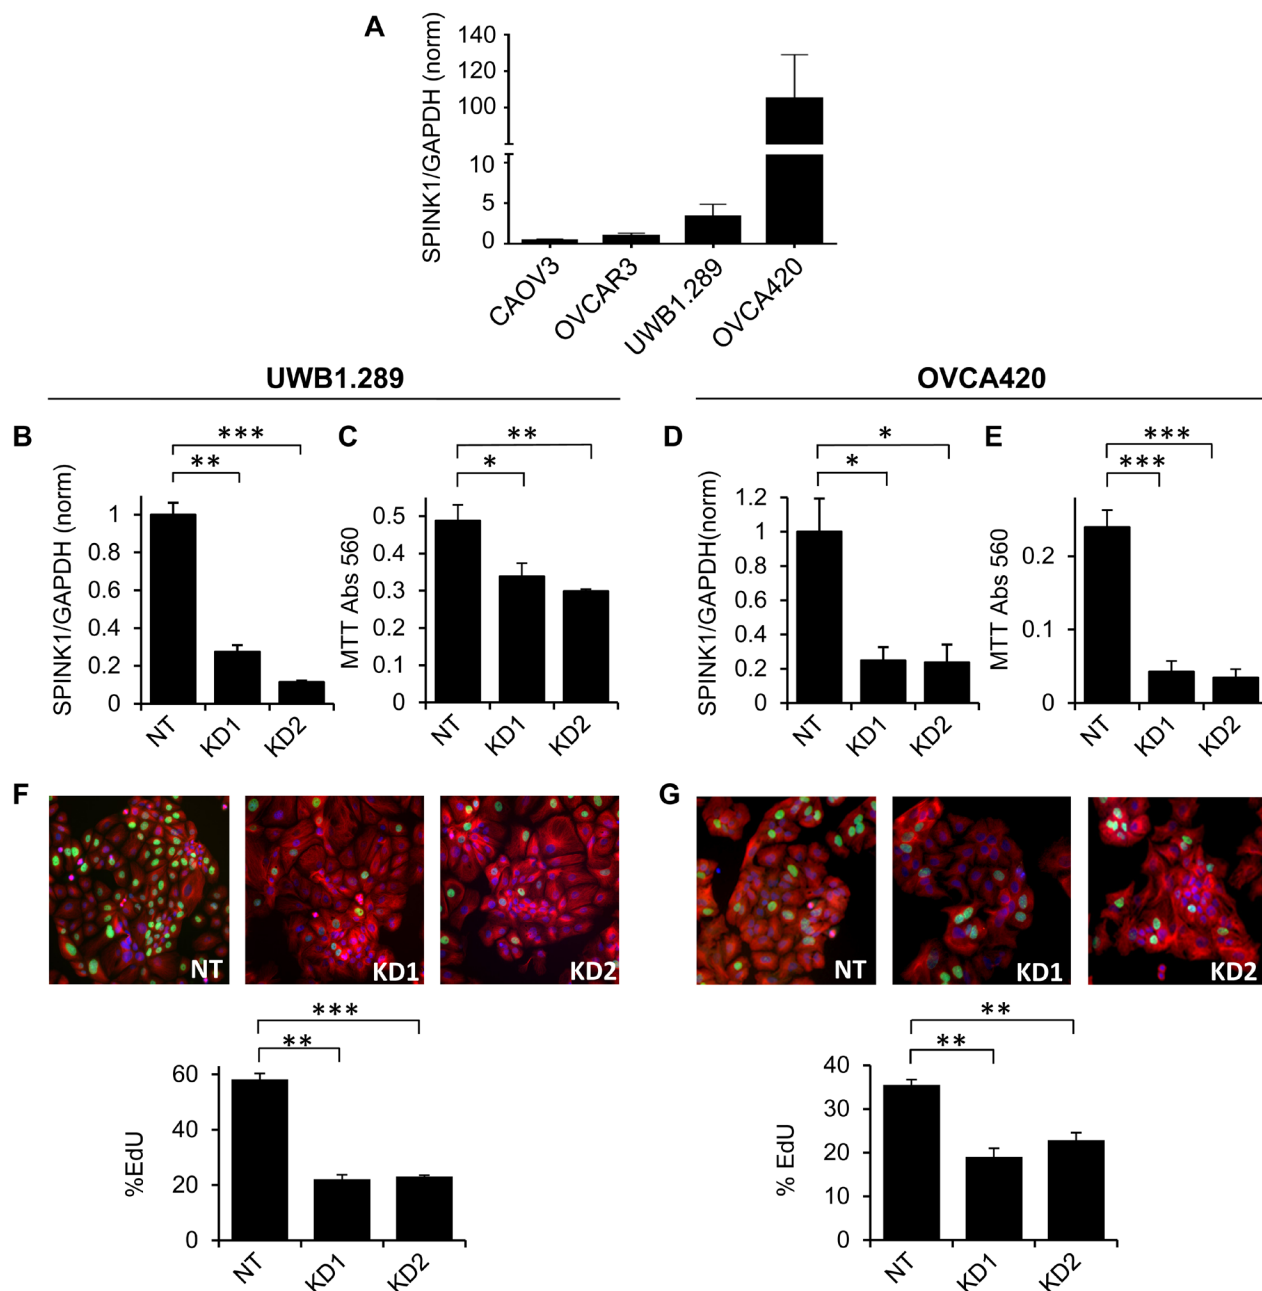 A
SPINK1/GAPDH (norm)
140
120
100
10
5
0
CAOV3
OVCAR3
UWB1.289
OVCA420
UWB1.289
OVCA420
B
SPINK1/GAPDH (norm)
***
**
1
0.8
0.6
0.4
0.2
0
NT
KD1
KD2
C
MTT Abs 560
**
*
0.5
0.4
0.3
0.2
0.1
0
NT
KD1
KD2
D
SPINK1/GAPDH(norm)
*
*
1.2
1
0.8
0.6
0.4
0.2
0
NT
KD1
KD2
E
MTT Abs 560
***
***
0.2
0.1
0
NT
KD1
KD2
F
NT
KD1
KD2
%EdU
***
**
60
40
20
0
NT
KD1
KD2
G
NT
KD1
KD2
% EdU
**
**
40
30
20
10
0
NT
KD1
KD2